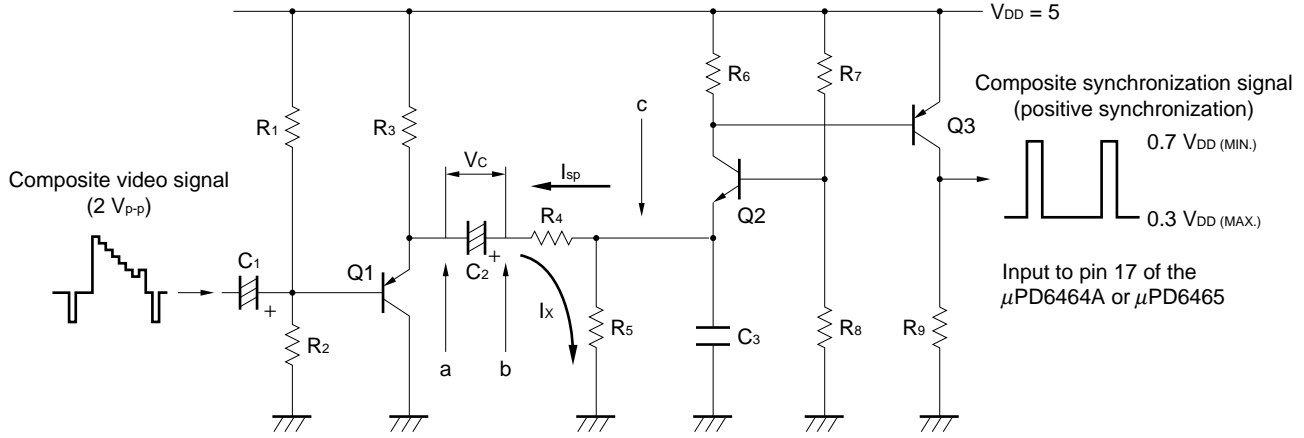 VDD = 5
R6
R7
Composite synchronization signal
(positive synchronization)
c
R1
R3
Q3
0.7 VDD (MIN.)
VC
Isp
Composite video signal
(2 Vp-p)
Q2
R4
0.3 VDD (MAX.)
C1
Q1
+
C2
+
Input to pin 17 of the
μPD6464A or μPD6465
IX
R2
R5
C3
R8
R9
a
b